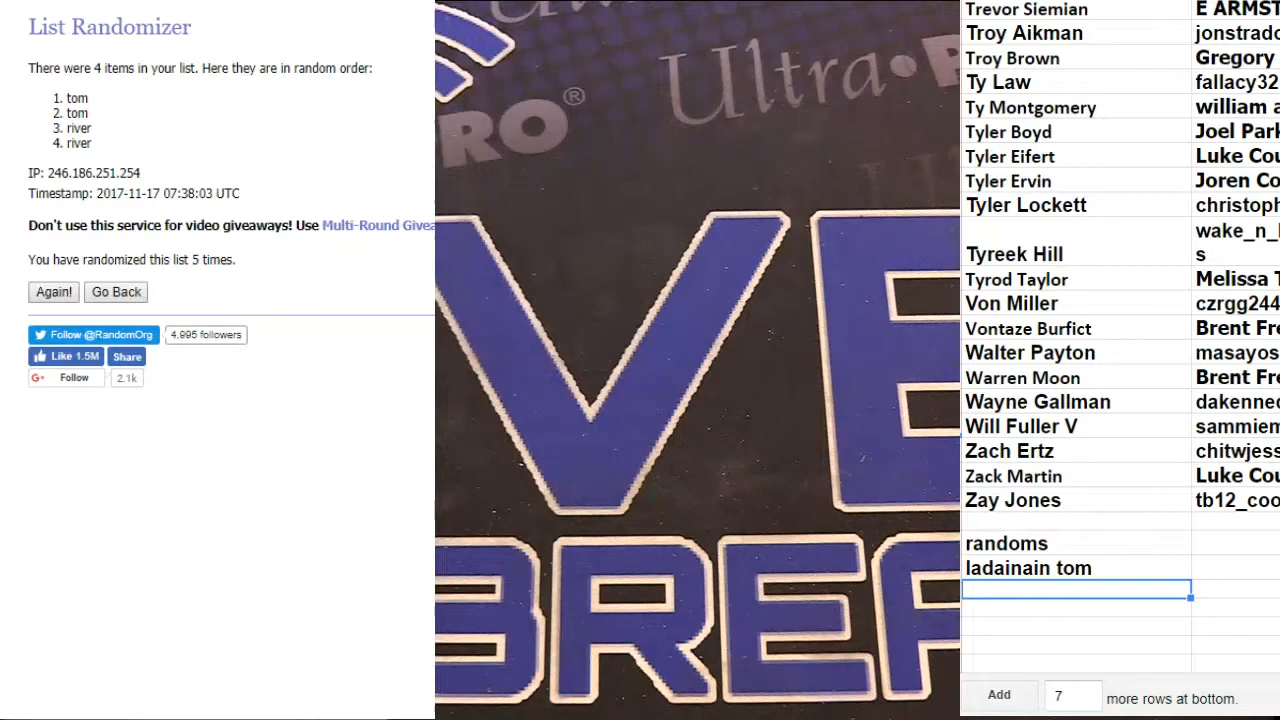 List Randomizer
There were 4 items in your list. Here they are in random order:
1. tom
2. tom
3. river
4. river
IP: 246.186.251.254
Timestamp: 2017-11-17 07:38:03 UTC
Don't use this service for video giveaways! Use Multi-Round Givea
You have randomized this list 5 times.
Again! Go Back
Follow @RandomOrg 4,995 followers
Like 1.5M Share
G+ Follow 2.1k
Ultra
PRO®
VE
BREA
Trevor Siemian E ARMST
Troy Aikman jonstrado
Troy Brown Gregory
Ty Law fallacy32
Ty Montgomery william a
Tyler Boyd Joel Park
Tyler Eifert Luke Cou
Tyler Ervin Joren Co
Tyler Lockett christoph
wake_n_
Tyreek Hill s
Tyrod Taylor Melissa T
Von Miller czrgg244
Vontaze Burfict Brent Fre
Walter Payton masayos
Warren Moon Brent Fre
Wayne Gallman dakenned
Will Fuller V sammiem
Zach Ertz chitwjess
Zack Martin Luke Cou
Zay Jones tb12_coo
randoms
ladainain tom
Add 7 more rows at bottom.